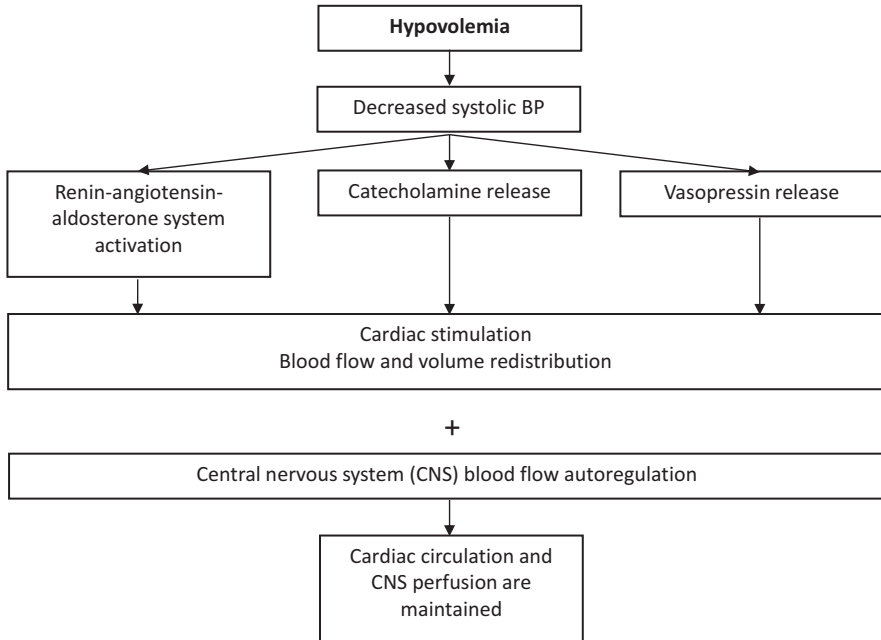 Hypovolemia
Decreased systolic BP
Renin-angiotensin-
aldosterone system
activation
Catecholamine release
Vasopressin release
Cardiac stimulation
Blood flow and volume redistribution
+
Central nervous system (CNS) blood flow autoregulation
Cardiac circulation and
CNS perfusion are
maintained